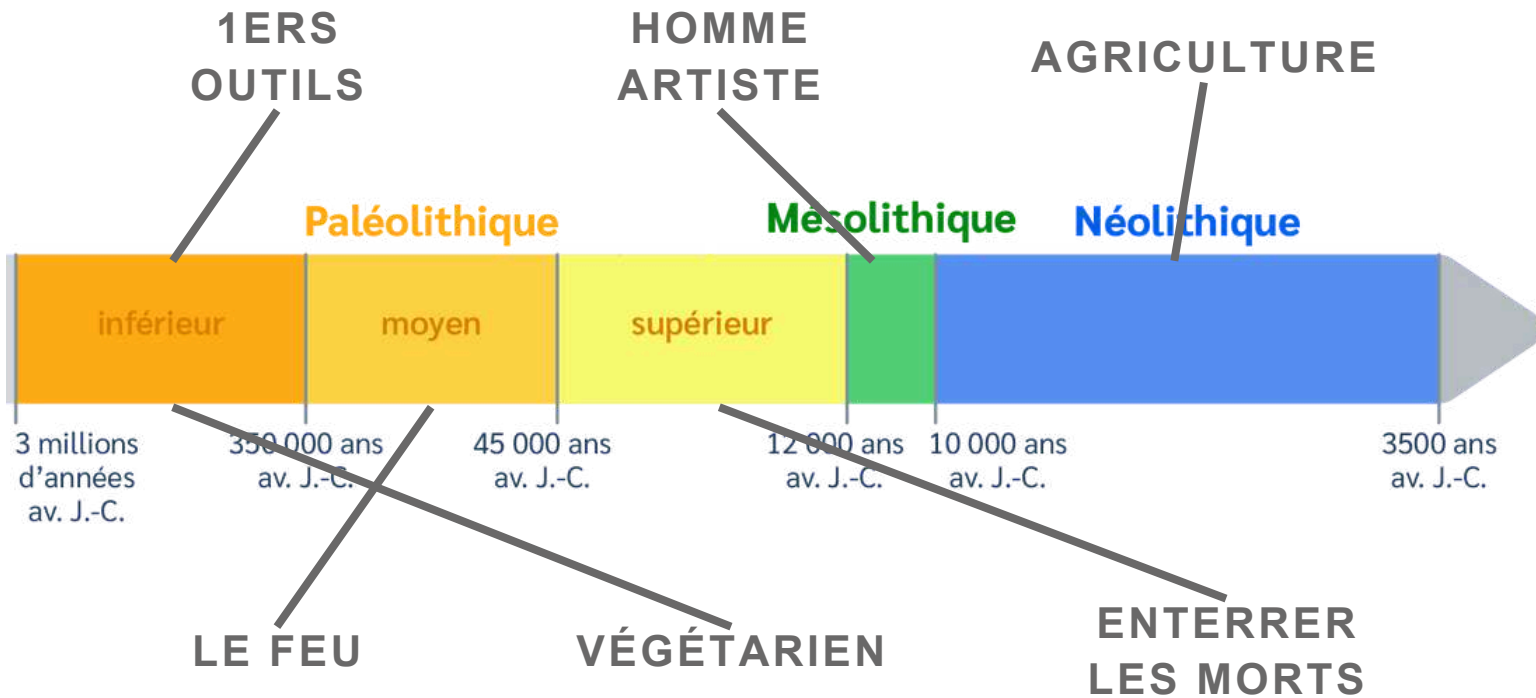 1ERS
OUTILS
HOMME
ARTISTE
AGRICULTURE
Paléolithique
Mésolithique
Néolithique
inférieur
moyen
supérieur
3 millions
d'années
av. J.-C.
350 000 ans
av. J.-C.
45 000 ans
av. J.-C.
12 000 ans
av. J.-C.
10 000 ans
av. J.-C.
3500 ans
av. J.-C.
LE FEU
VÉGÉTARIEN
ENTERRER
LES MORTS